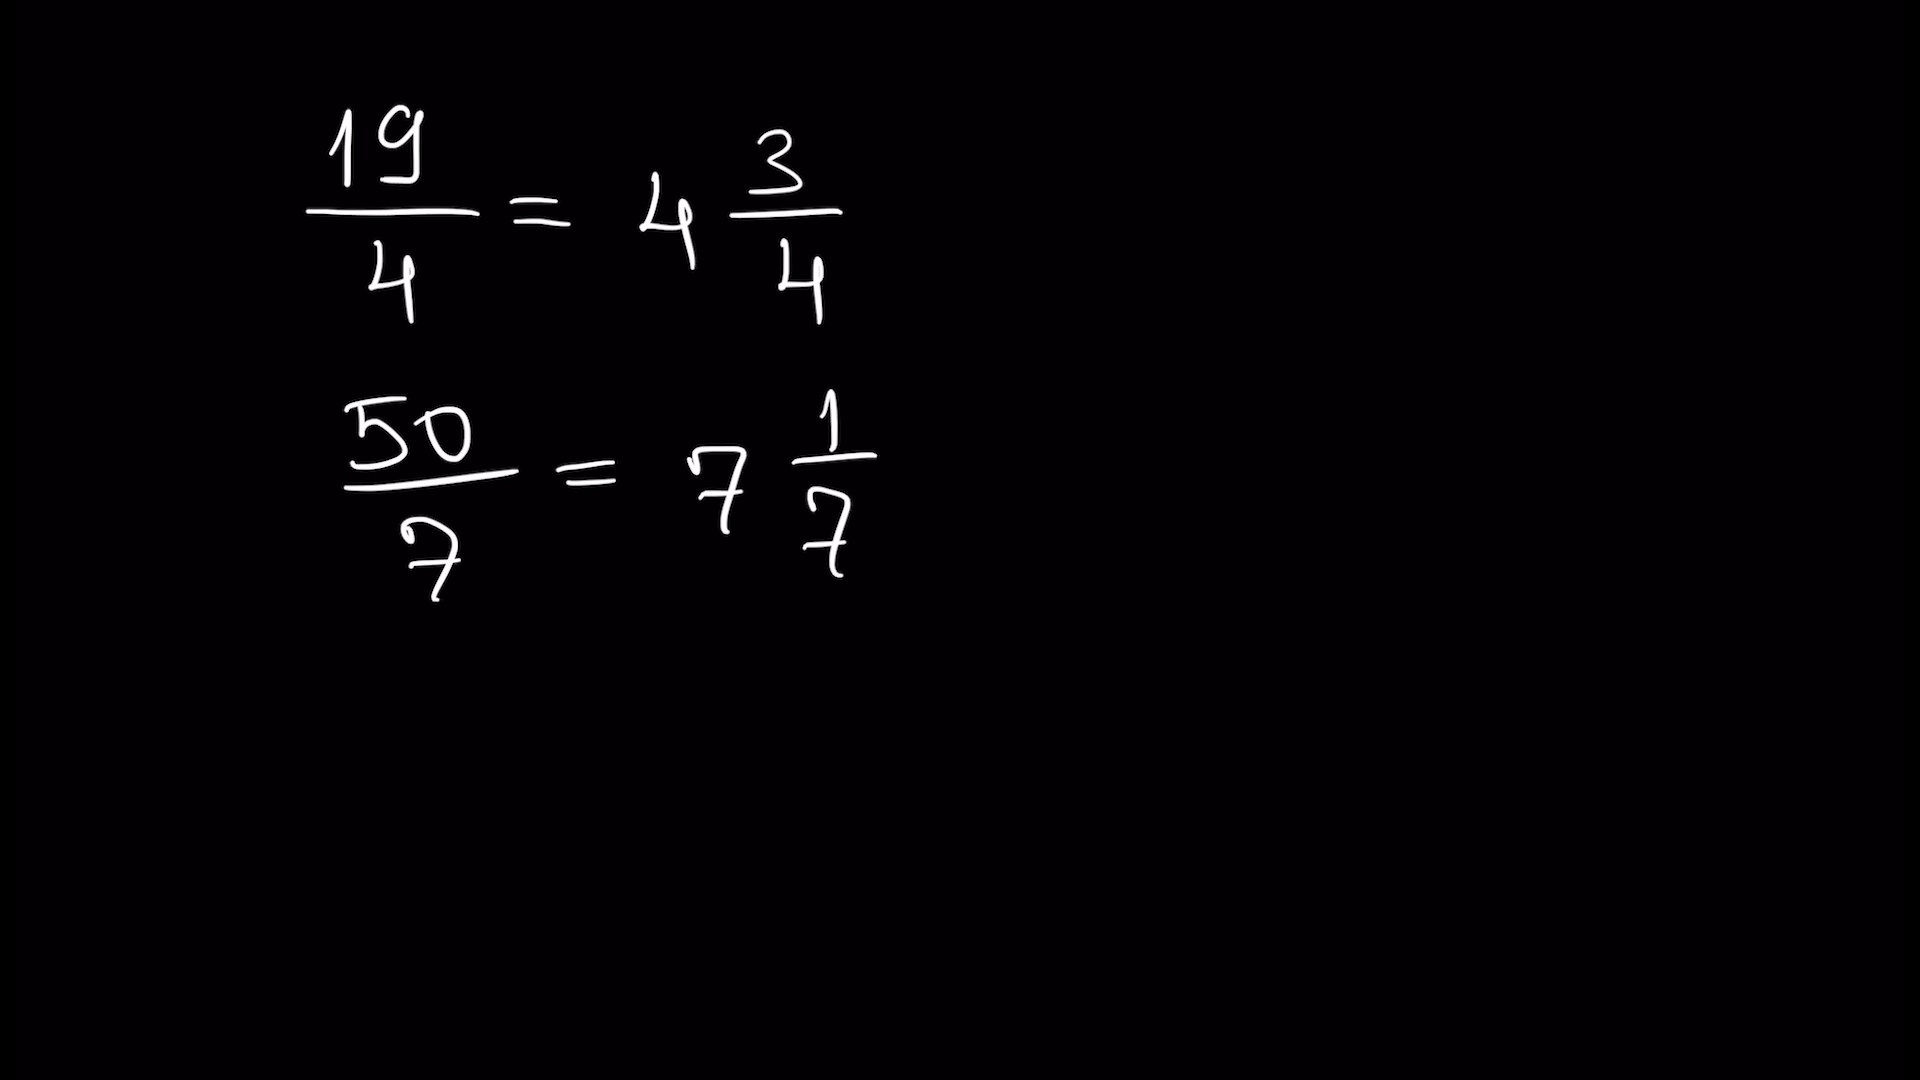 19/4 = 4 3/4
50/7 = 7 1/7